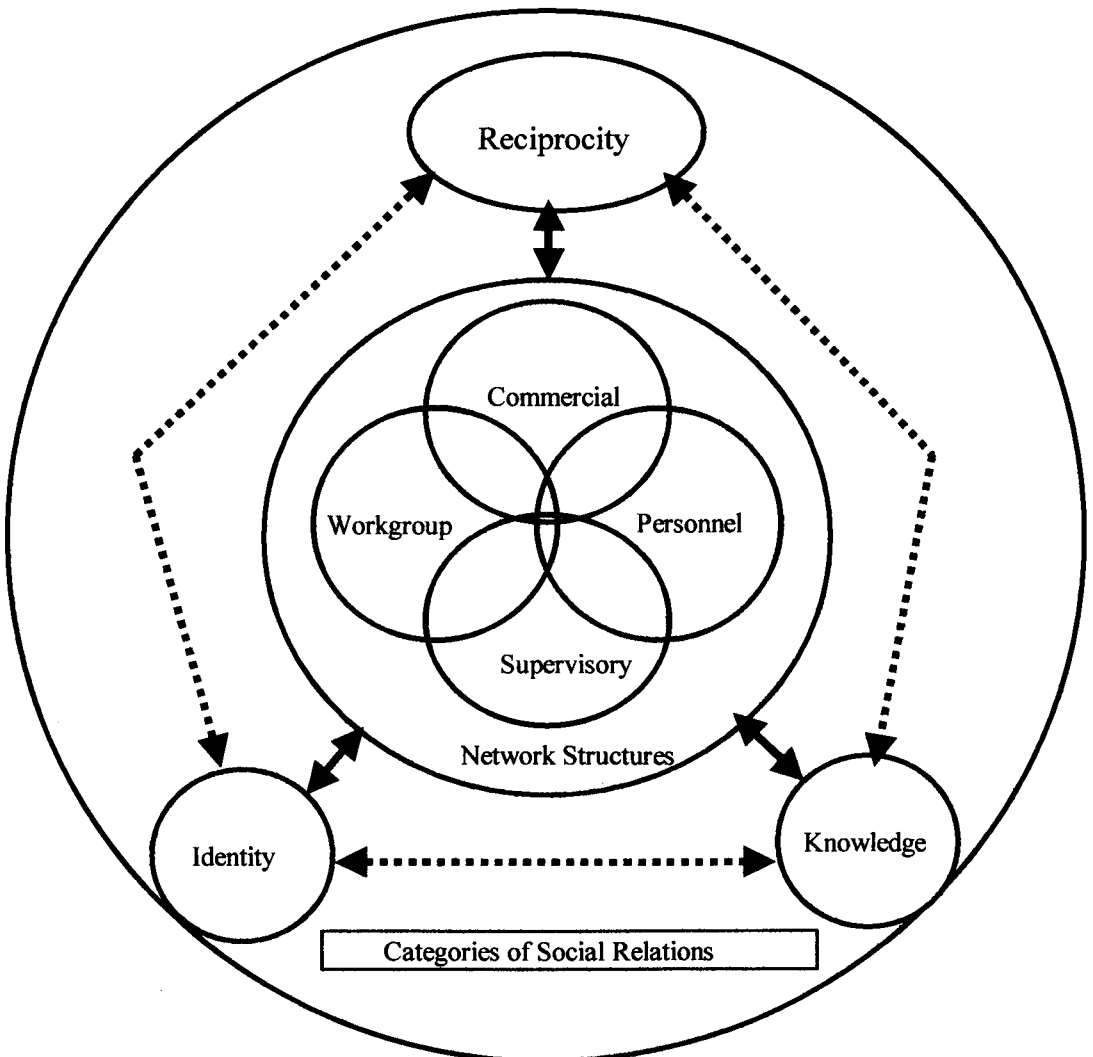 Reciprocity
Commercial
Workgroup
Personnel
Supervisory
Network Structures
Identity
Knowledge
Categories of Social Relations